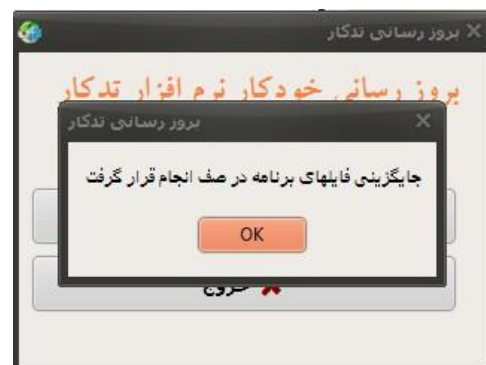 بروز رسانی تدکار
بروز رسانی خودکار نرم افزار تدکار
بروز رسانی تدکار
جایگزینی فایلهای برنامه در صف انجام قرار گرفت
OK
خروج